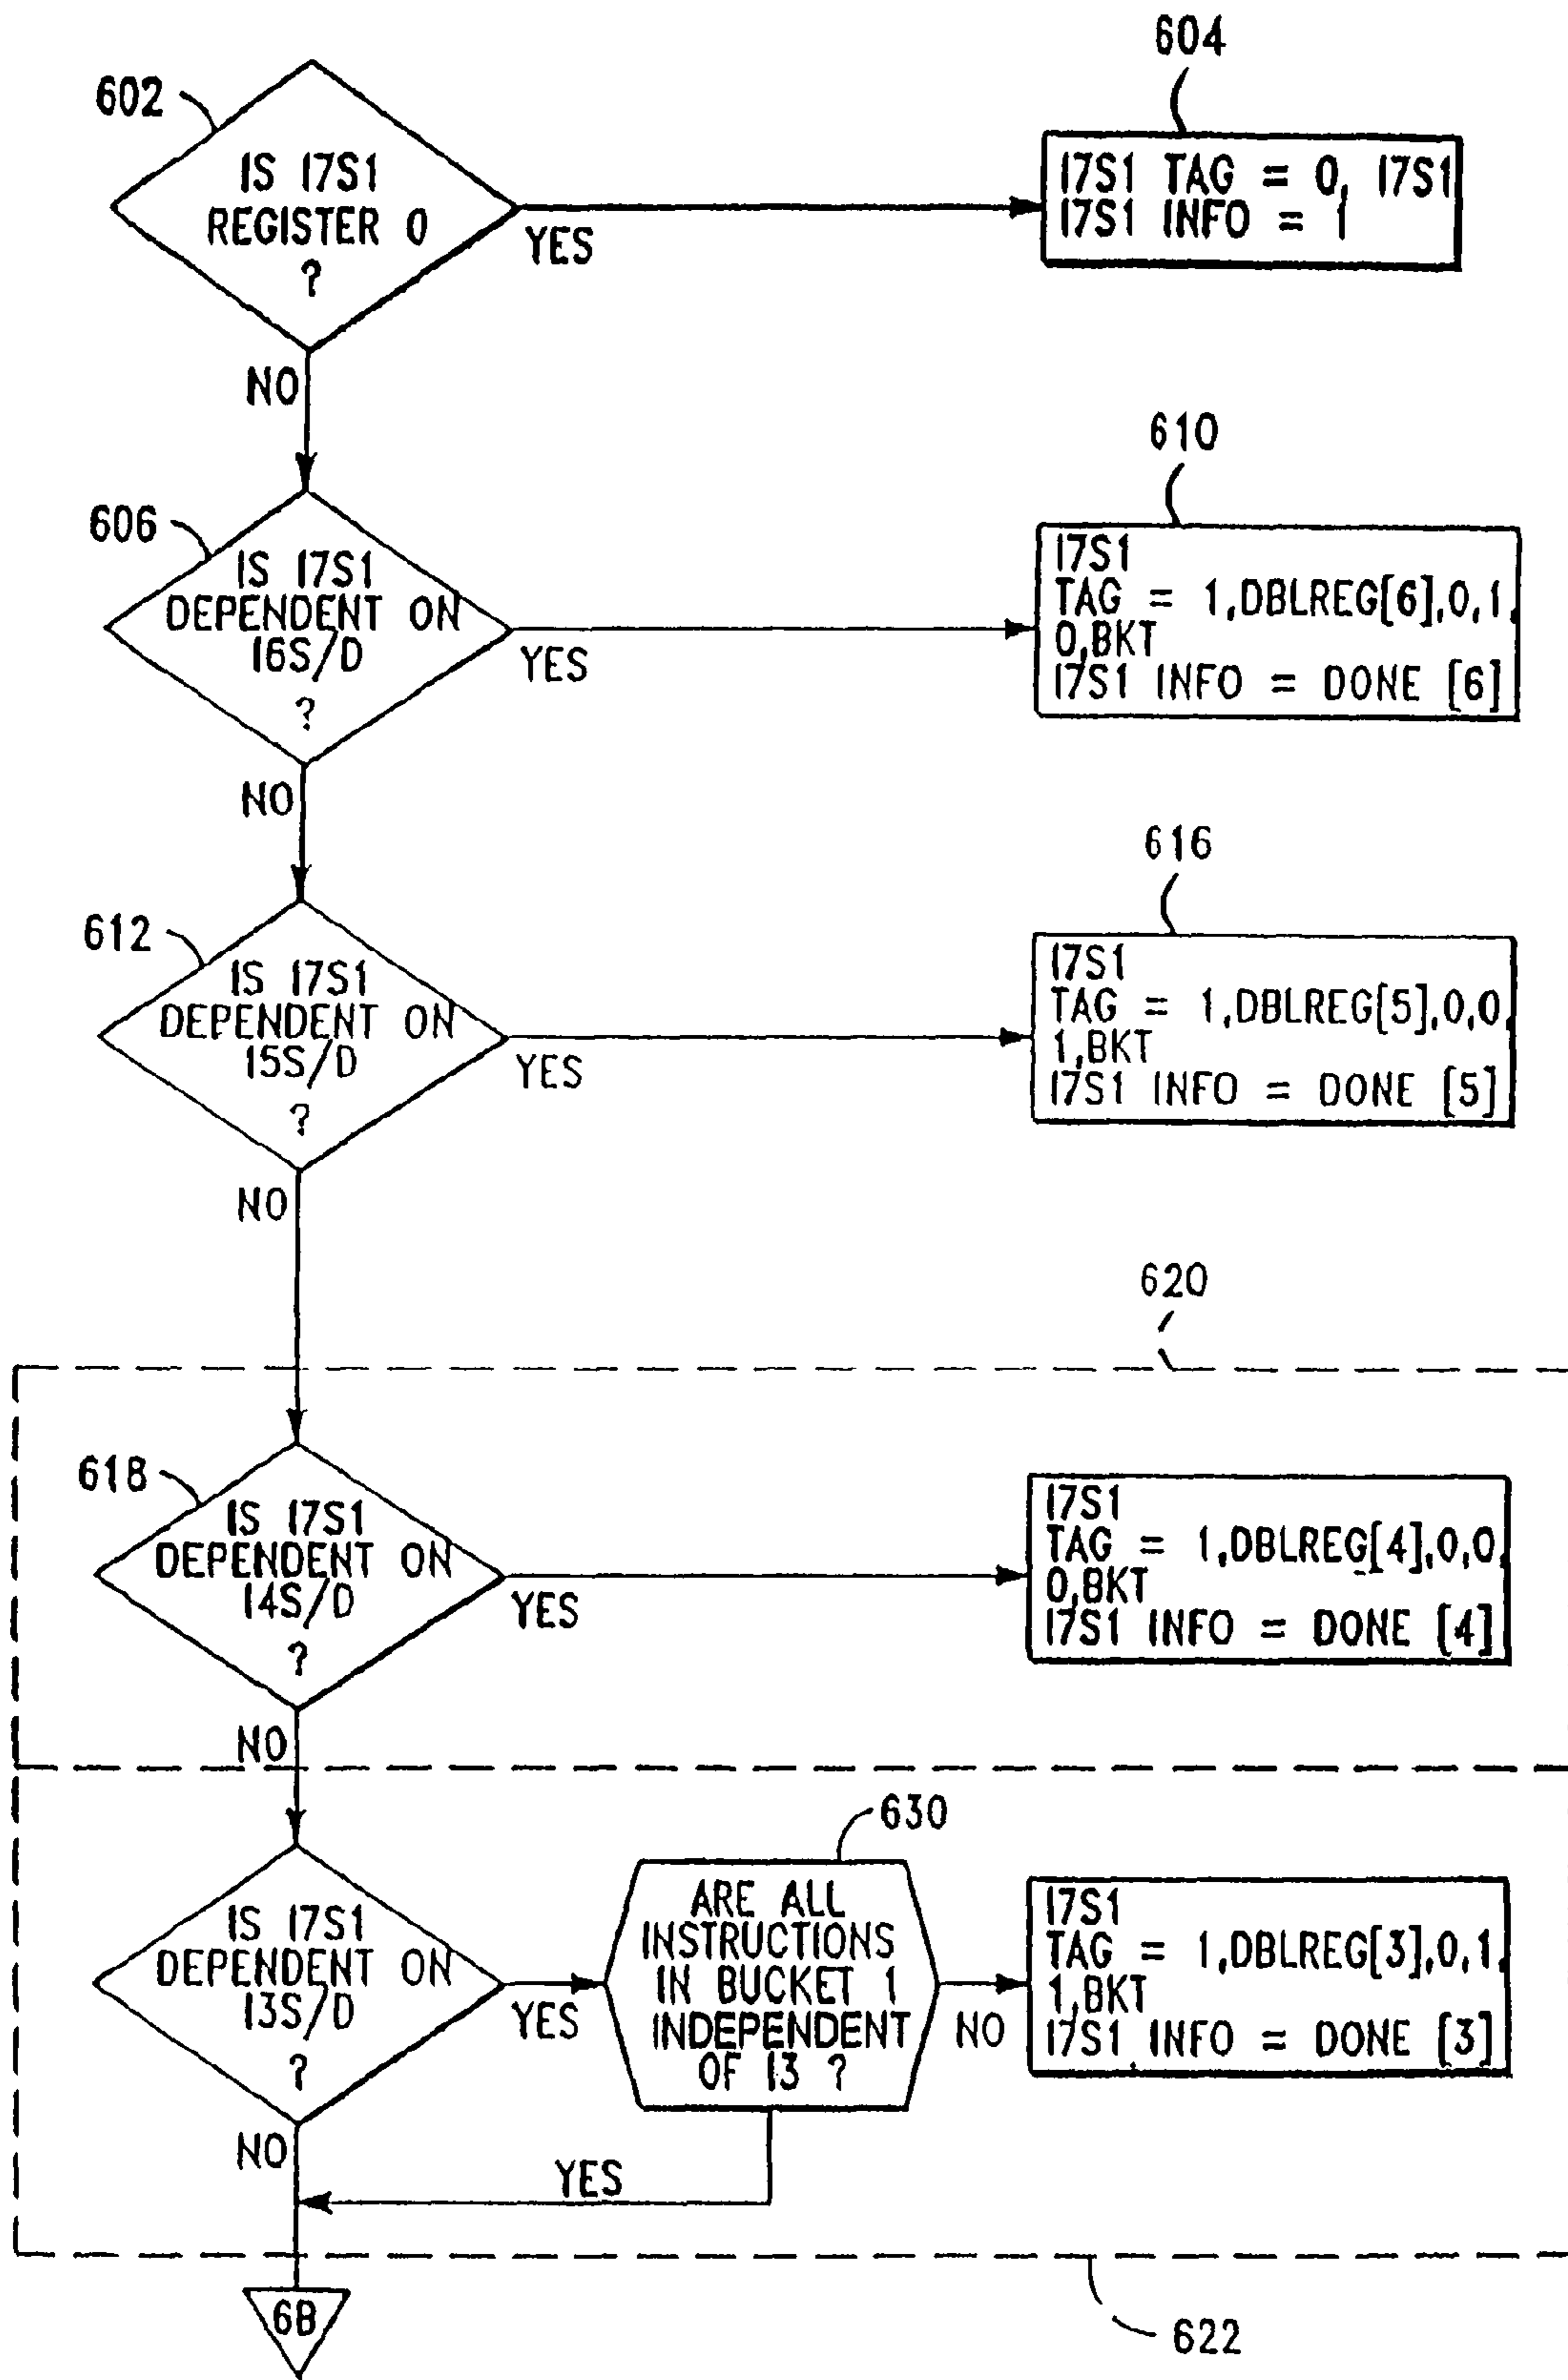 602
IS I7S1
REGISTER 0
?
YES
NO
604
I7S1 TAG = 0, I7S1
I7S1 INFO = 1
606
IS I7S1
DEPENDENT ON
I6S/D
?
YES
NO
610
I7S1
TAG = 1,DBLREG[6],0,1,
0,BKT
I7S1 INFO = DONE [6]
612
IS I7S1
DEPENDENT ON
I5S/D
?
YES
NO
616
I7S1
TAG = 1,DBLREG[5],0,0,
1,BKT
I7S1 INFO = DONE [5]
620
618
IS I7S1
DEPENDENT ON
I4S/D
?
YES
NO
I7S1
TAG = 1,DBLREG[4],0,0,
0,BKT
I7S1 INFO = DONE [4]
IS I7S1
DEPENDENT ON
I3S/D
?
YES
NO
630
ARE ALL
INSTRUCTIONS
IN BUCKET 1
INDEPENDENT
OF I3 ?
NO
YES
I7S1
TAG = 1,DBLREG[3],0,1,
1,BKT
I7S1 INFO = DONE [3]
6B
622